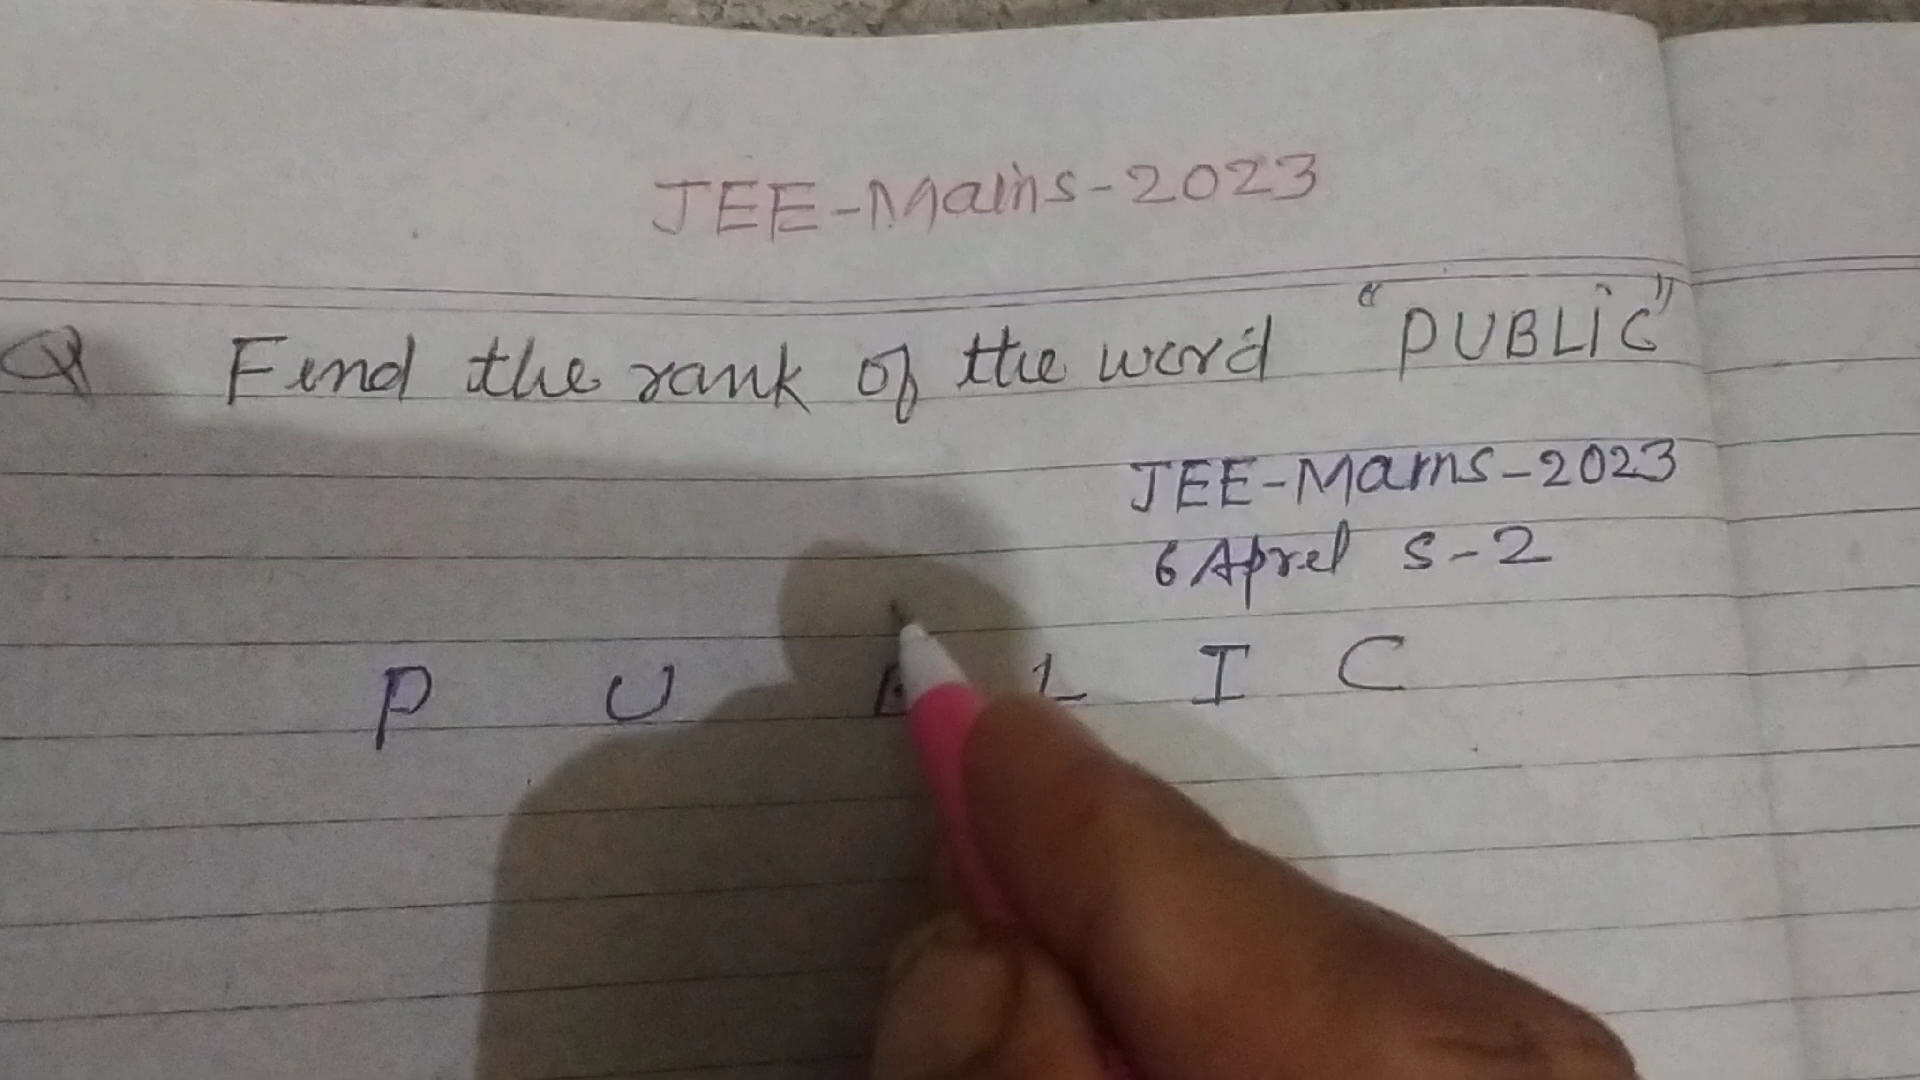 JEE-Mains-2023
Q Find the rank of the word "PUBLIC"
JEE-Mains-2023
6 April S-2
P U B L I C